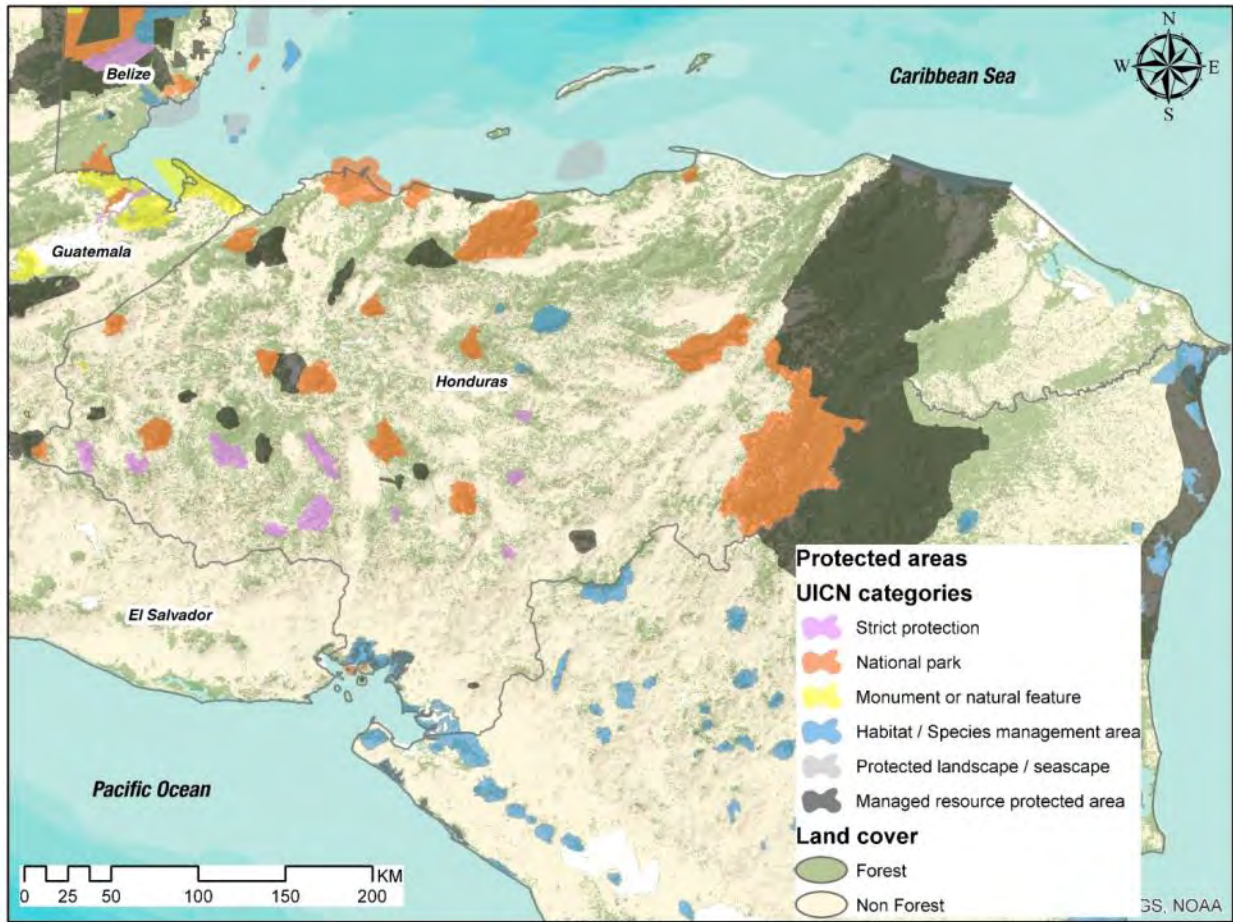 N
W E
S
Caribbean Sea
Belize
Guatemala
Honduras
El Salvador
Pacific Ocean
Protected areas
UICN categories
Strict protection
National park
Monument or natural feature
Habitat / Species management area
Protected landscape / seascape
Managed resource protected area
Land cover
Forest
Non Forest
KM
0 25 50 100 150 200
GS, NOAA